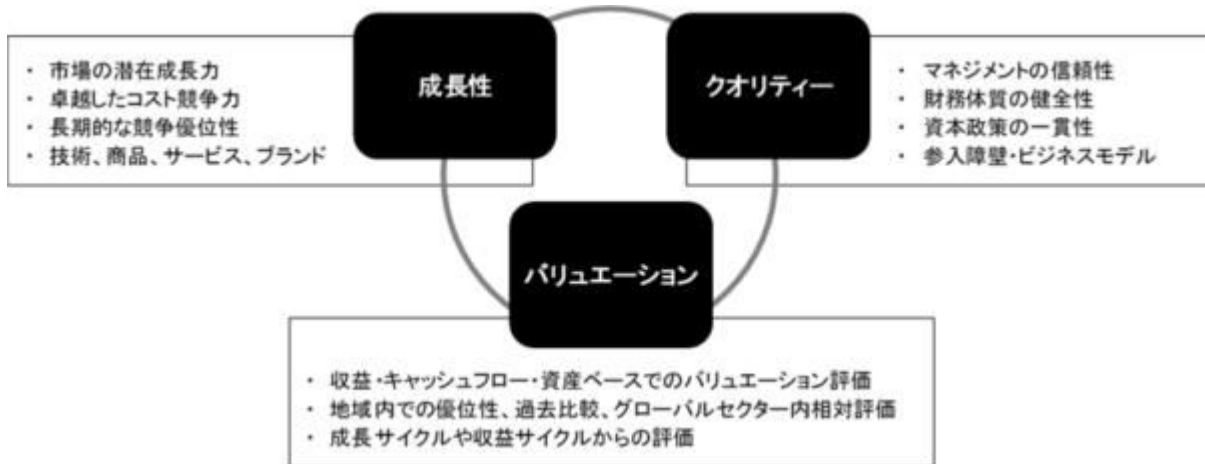 成長性
・ 市場の潜在成長力
・ 卓越したコスト競争力
・ 長期的な競争優位性
・ 技術、商品、サービス、ブランド
クオリティー
・ マネジメントの信頼性
・ 財務体質の健全性
・ 資本政策の一貫性
・ 参入障壁・ビジネスモデル
バリュエーション
・ 収益・キャッシュフロー・資産ベースでのバリュエーション評価
・ 地域内での優位性、過去比較、グローバルセクター内相対評価
・ 成長サイクルや収益サイクルからの評価